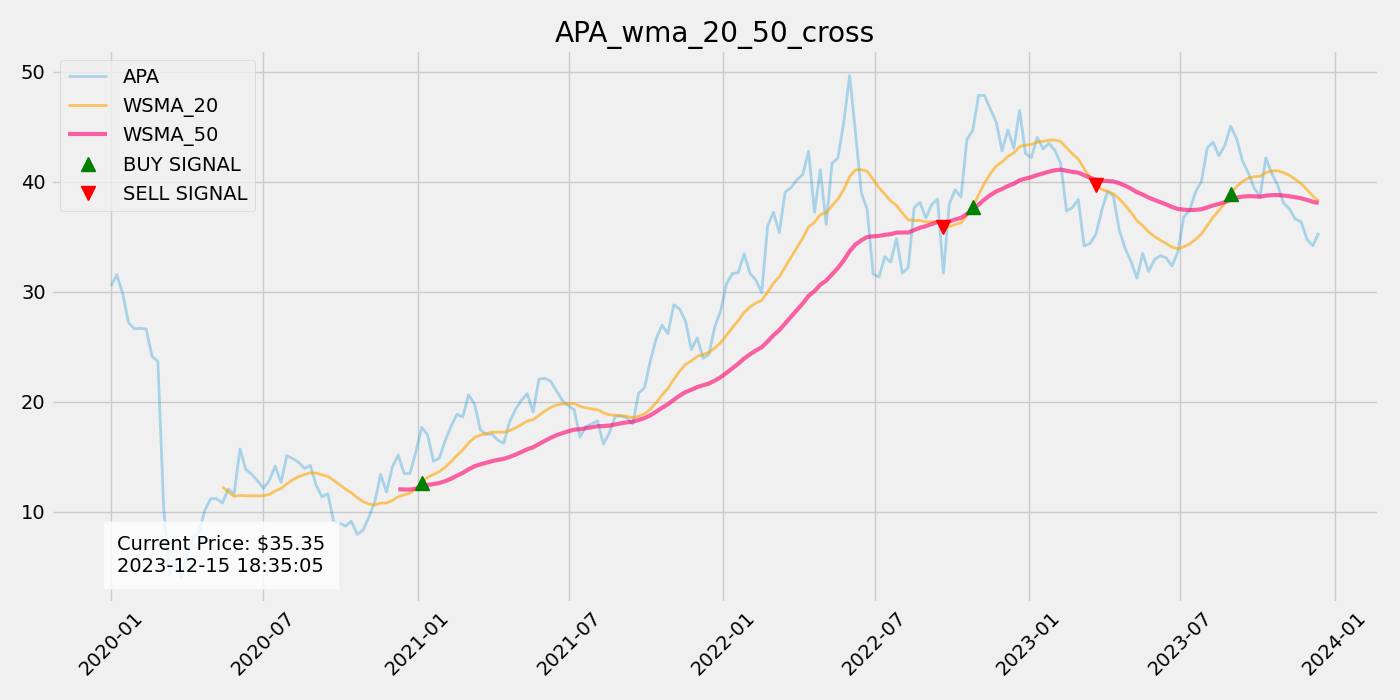 APA_wma_20_50_cross
50
40
30
20
10
APA
WSMA_20
WSMA_50
BUY SIGNAL
SELL SIGNAL
Current Price: $35.35
2023-12-15 18:35:05
2020-01
2020-07
2021-01
2021-07
2022-01
2022-07
2023-01
2023-07
2024-01